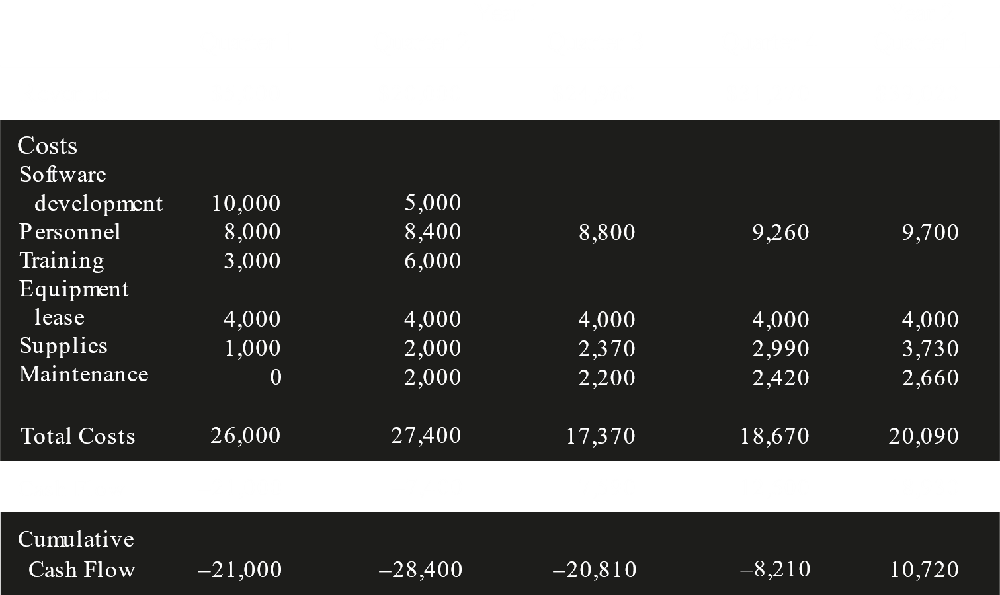 Costs
Software
development 10,000 5,000
Personnel 8,000 8,400 8,800 9,260 9,700
Training 3,000 6,000
Equipment
lease 4,000 4,000 4,000 4,000 4,000
Supplies 1,000 2,000 2,370 2,990 3,730
Maintenance 0 2,000 2,200 2,420 2,660
Total Costs 26,000 27,400 17,370 18,670 20,090
Cumulative
Cash Flow –21,000 –28,400 –20,810 –8,210 10,720